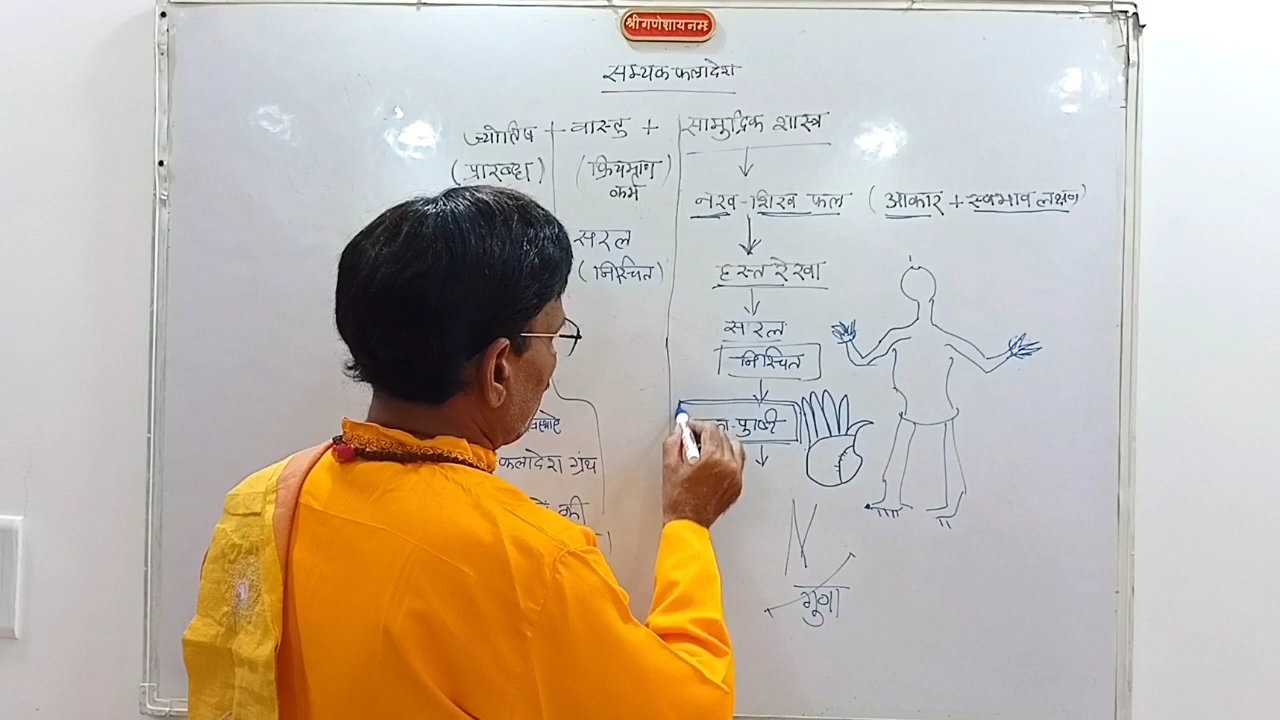 श्री गणेशाय नमः
सम्यक फलादेश
ज्योतिष + वास्तु + सामुद्रिक शास्त्र
(प्रारब्ध) (क्रियमाण)
कर्म
नख-शिख फल (आकार + स्वभाव लक्षण)
सरल
(निश्चित)
हस्त रेखा
सरल
निश्चित
फलादेश ग्रंथ
की
गुगा